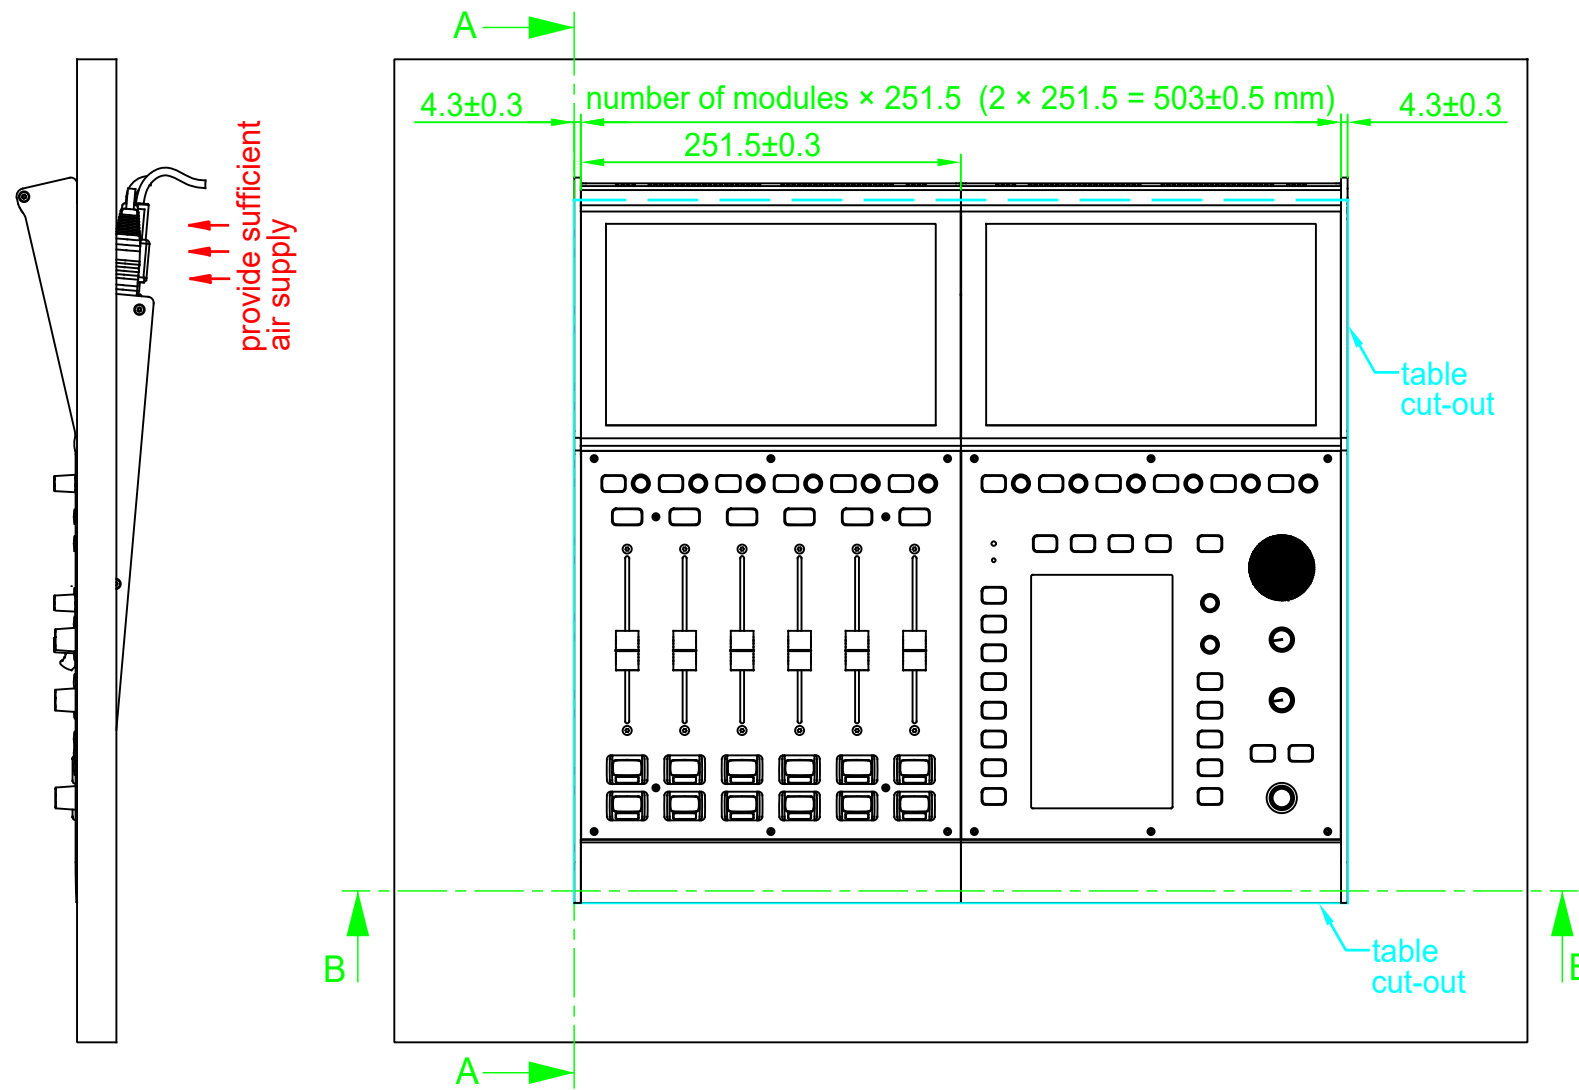 A
4.3±0.3
number of modules × 251.5 (2 × 251.5 = 503±0.5 mm)
4.3±0.3
251.5±0.3
provide sufficient
air supply
table
cut-out
B
table
cut-out
A